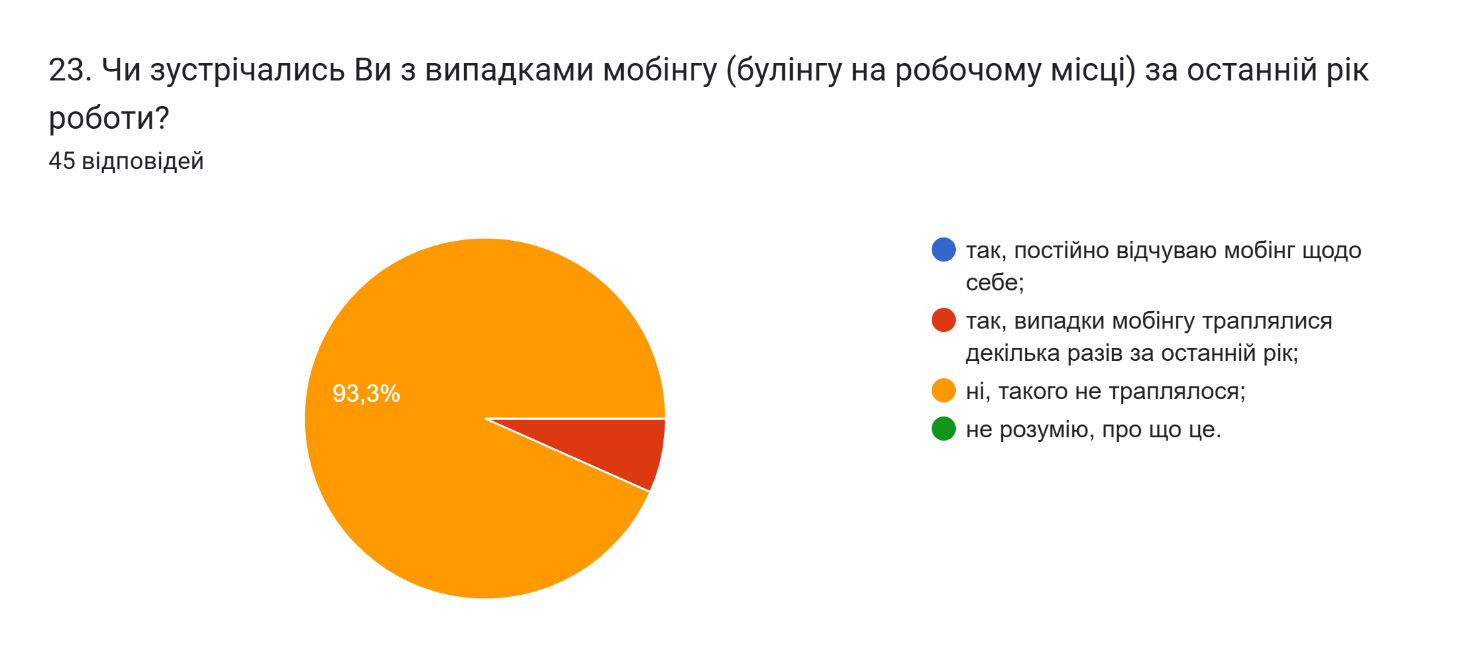 23. Чи зустрічались Ви з випадками мобінгу (булінгу на робочому місці) за останній рік
роботи?
45 відповідей
93,3%
так, постійно відчуваю мобінг щодо
себе;
так, випадки мобінгу траплялися
декілька разів за останній рік;
ні, такого не траплялося;
не розумію, про що це.